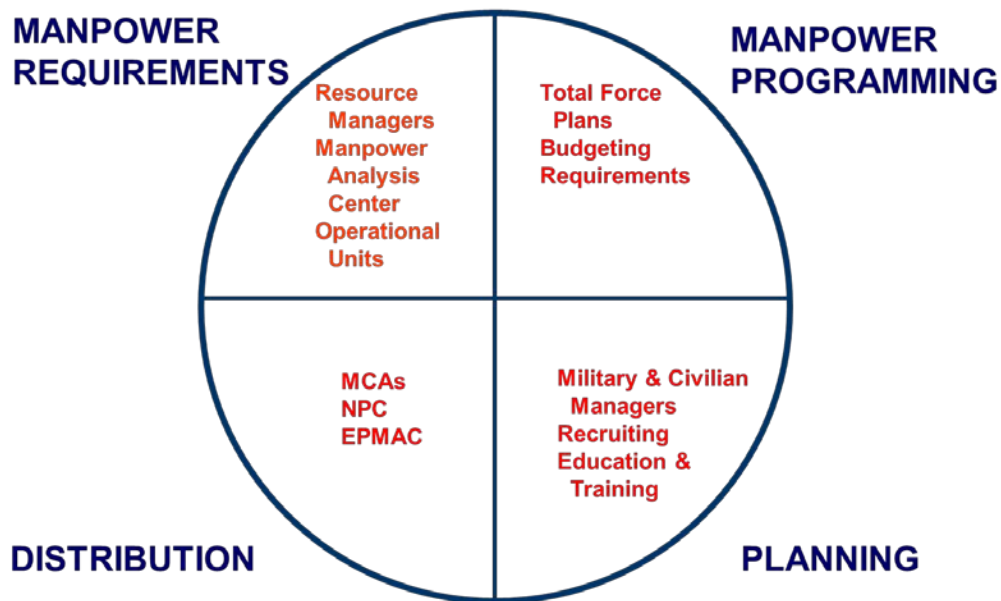 MANPOWER
REQUIREMENTS
Resource
Managers
Manpower
Analysis
Center
Operational
Units
MANPOWER
PROGRAMMING
Total Force
Plans
Budgeting
Requirements
MCAs
NPC
EPMAC
DISTRIBUTION
Military & Civilian
Managers
Recruiting
Education &
Training
PLANNING